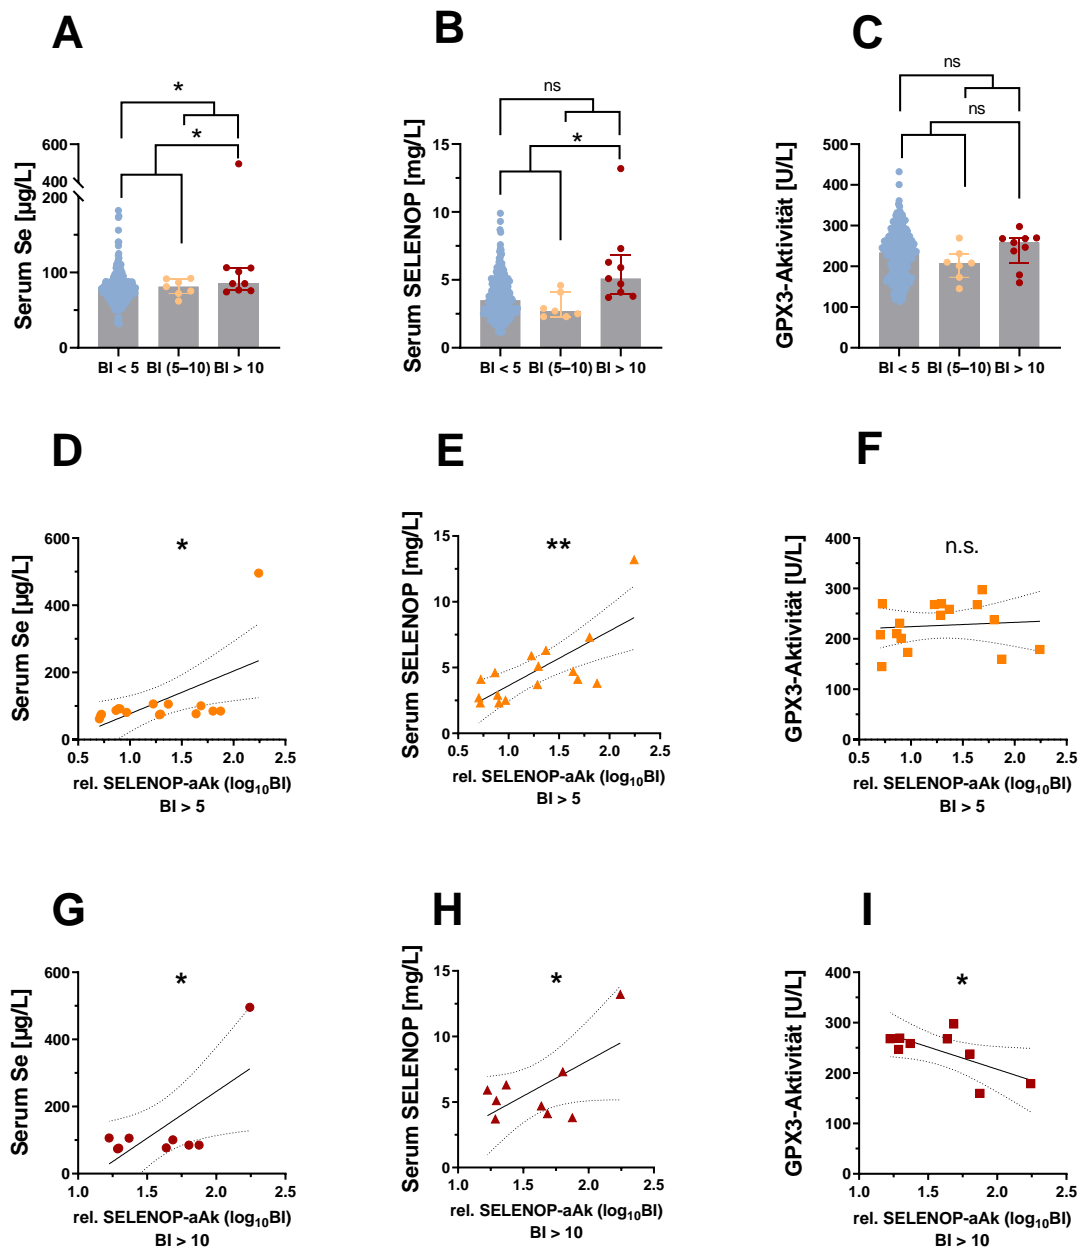 A
B
C
*
*
Serum Se [µg/L]
600
400
200
100
0
BI < 5
BI (5–10)
BI > 10
ns
*
Serum SELENOP [mg/L]
15
10
5
0
BI < 5
BI (5–10)
BI > 10
ns
ns
GPX3-Aktivität [U/L]
500
400
300
200
100
0
BI < 5
BI (5–10)
BI > 10
D
E
F
*
Serum Se [µg/L]
600
400
200
0
0.5
1.0
1.5
2.0
2.5
rel. SELENOP-aAk (log₁₀BI)
BI > 5
**
Serum SELENOP [mg/L]
15
10
5
0
0.5
1.0
1.5
2.0
2.5
rel. SELENOP-aAk (log₁₀BI)
BI > 5
n.s.
GPX3-Aktivität [U/L]
400
300
200
100
0
0.5
1.0
1.5
2.0
2.5
rel. SELENOP-aAk (log₁₀BI)
BI > 5
G
H
I
*
Serum Se [µg/L]
600
400
200
0
1.0
1.5
2.0
2.5
rel. SELENOP-aAk (log₁₀BI)
BI > 10
*
Serum SELENOP [mg/L]
15
10
5
0
1.0
1.5
2.0
2.5
rel. SELENOP-aAk (log₁₀BI)
BI > 10
*
GPX3-Aktivität [U/L]
400
300
200
100
0
1.0
1.5
2.0
2.5
rel. SELENOP-aAk (log₁₀BI)
BI > 10